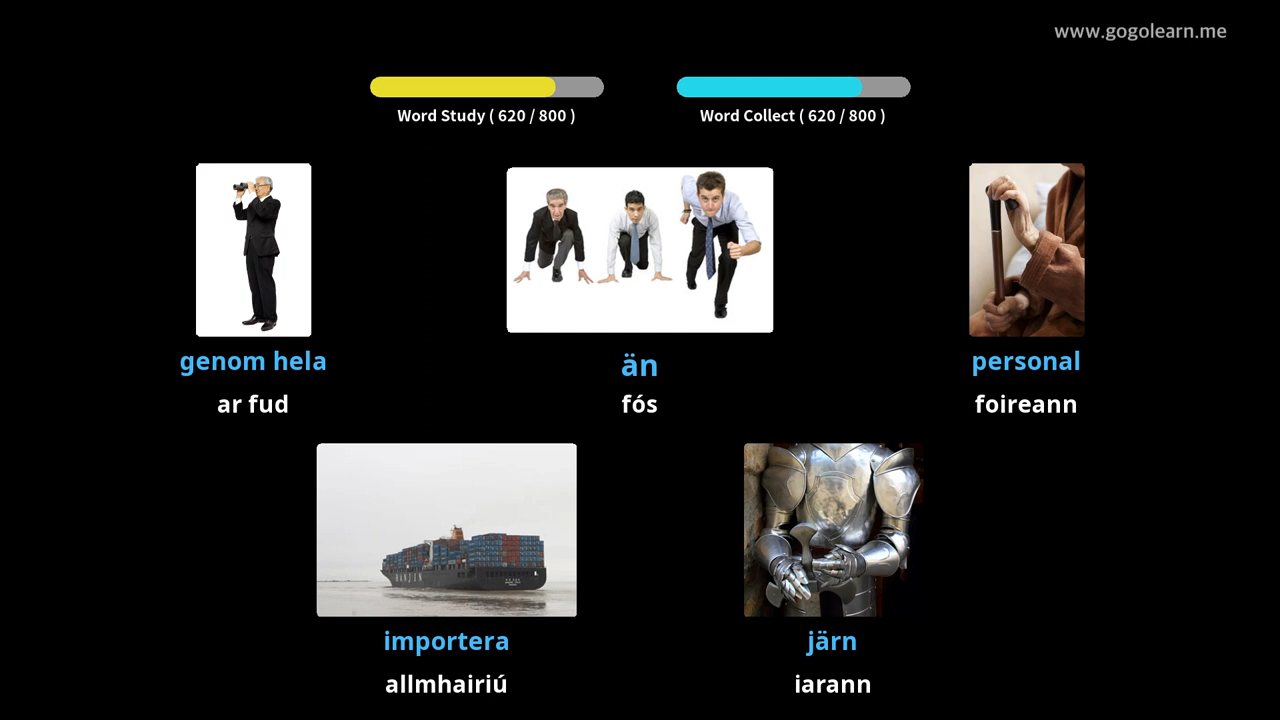 www.gogolearn.me
Word Study ( 620 / 800 )
Word Collect ( 620 / 800 )
genom hela
ar fud
än
fós
personal
foireann
importera
allmhairiú
järn
iarann